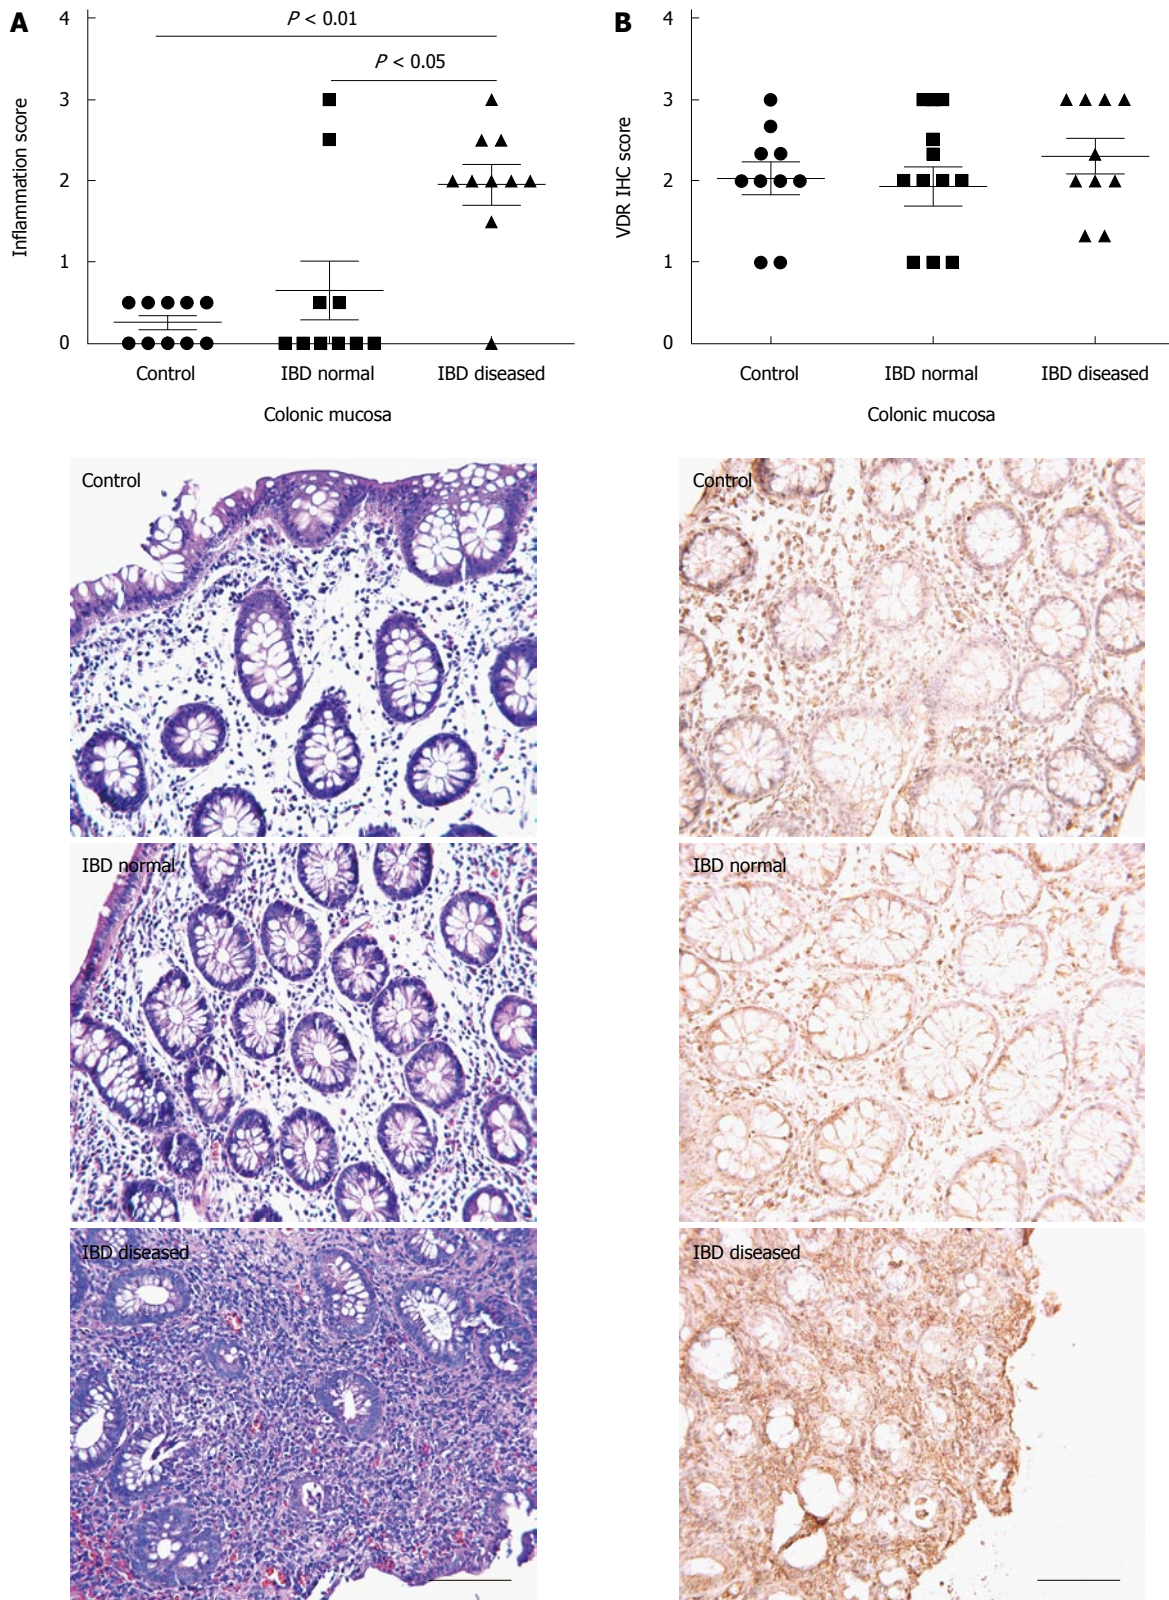 A
P < 0.01
P < 0.05
4
3
2
1
0
Inflammation score
Control
IBD normal
IBD diseased
Colonic mucosa
B
4
3
2
1
0
VDR IHC score
Control
IBD normal
IBD diseased
Colonic mucosa
Control
Control
IBD normal
IBD normal
IBD diseased
IBD diseased